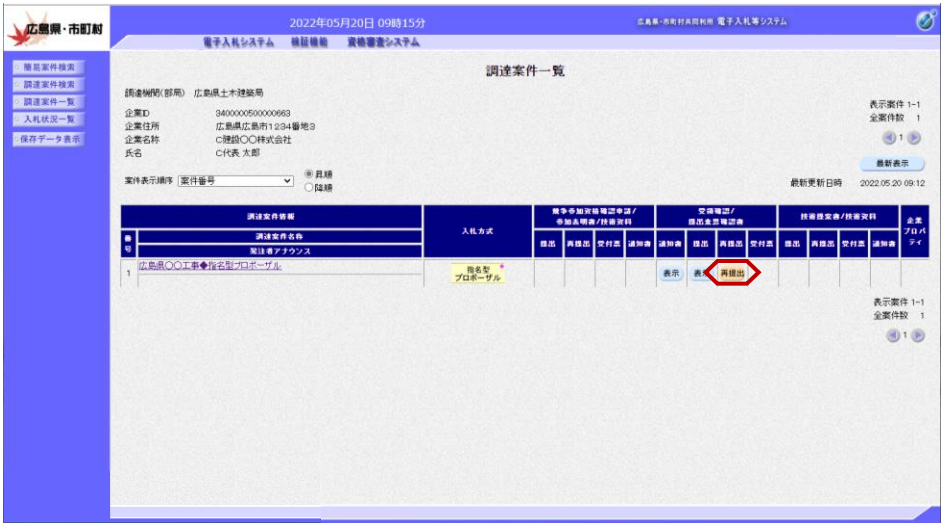 広島県・市町村
2022年05月20日 09時15分
広島県・市町村共同利用 電子入札等システム
電子入札システム 検証機能 資格審査システム
簡易案件検索
調達案件検索
調達案件一覧
入札状況一覧
保存データ表示
調達案件一覧
調達機関(部局) 広島県土木建築局
企業ID 3400000500000663
企業住所 広島県広島市1234番地3
企業名称 C建設〇〇株式会社
氏名 C代表 太郎
表示案件 1-1
全案件数 1
1
最新表示
案件表示順序 案件番号
昇順
降順
最新更新日時 2022.05.20 09:12
番号
調達案件情報
調達案件名称
発注者アナウンス
入札方式
競争参加資格確認申請/
参加表明書/技術資料
提出 再提出 受付票 通知書
受領確認/
提出意思確認書
通知書 提出 再提出 受付票
技術提案書/技術資料
提出 再提出 受付票 通知書
企業
プロパ
ティ
1 広島県〇〇工事◆指名型プロポーザル
指名型
プロポーザル
表示 表示 再提出
表示案件 1-1
全案件数 1
1